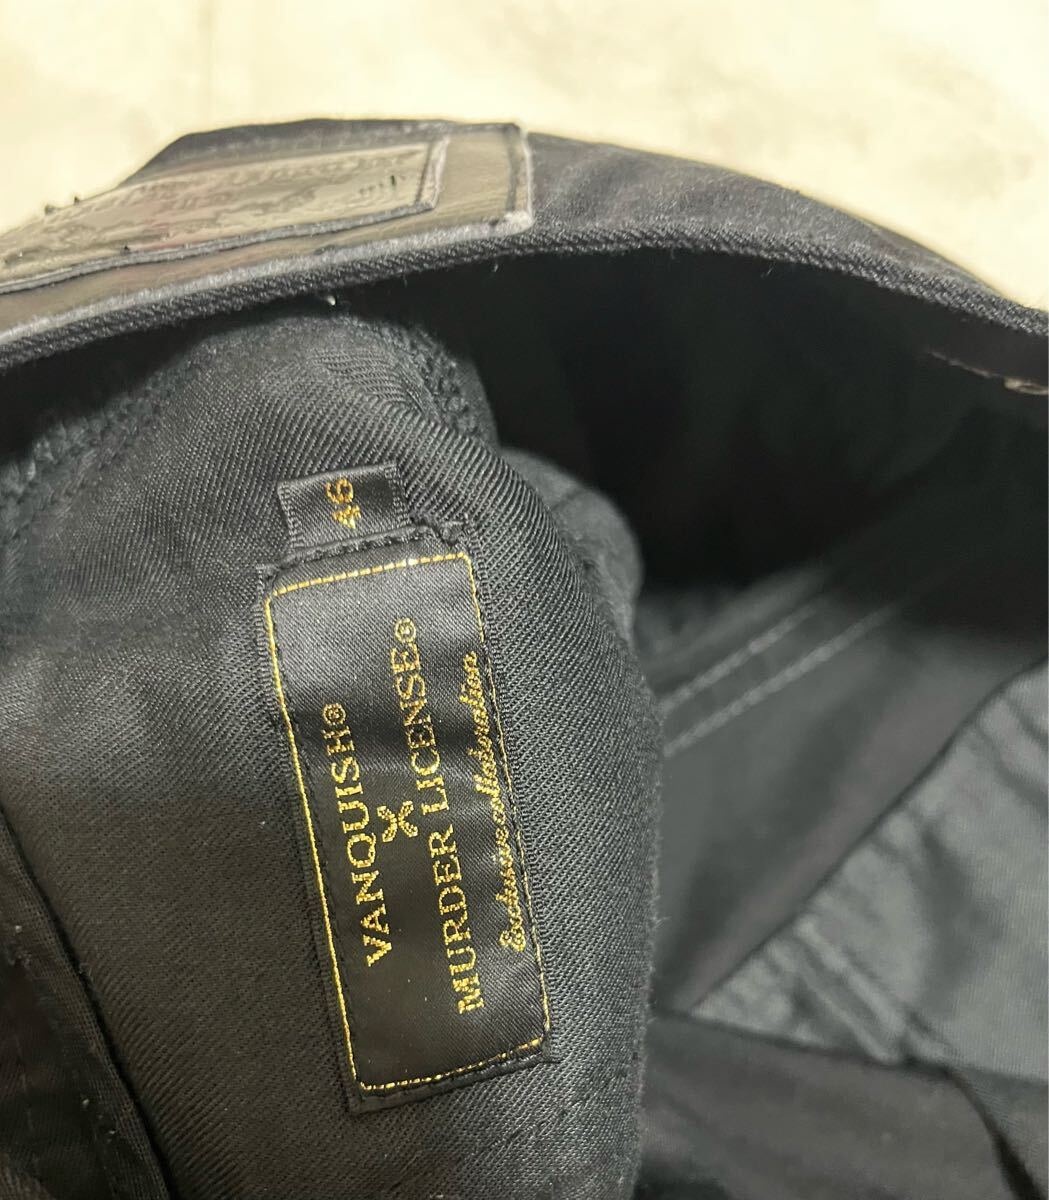 46
VANQUISH®
X
MURDER LICENSE®
Exclusive collaboration